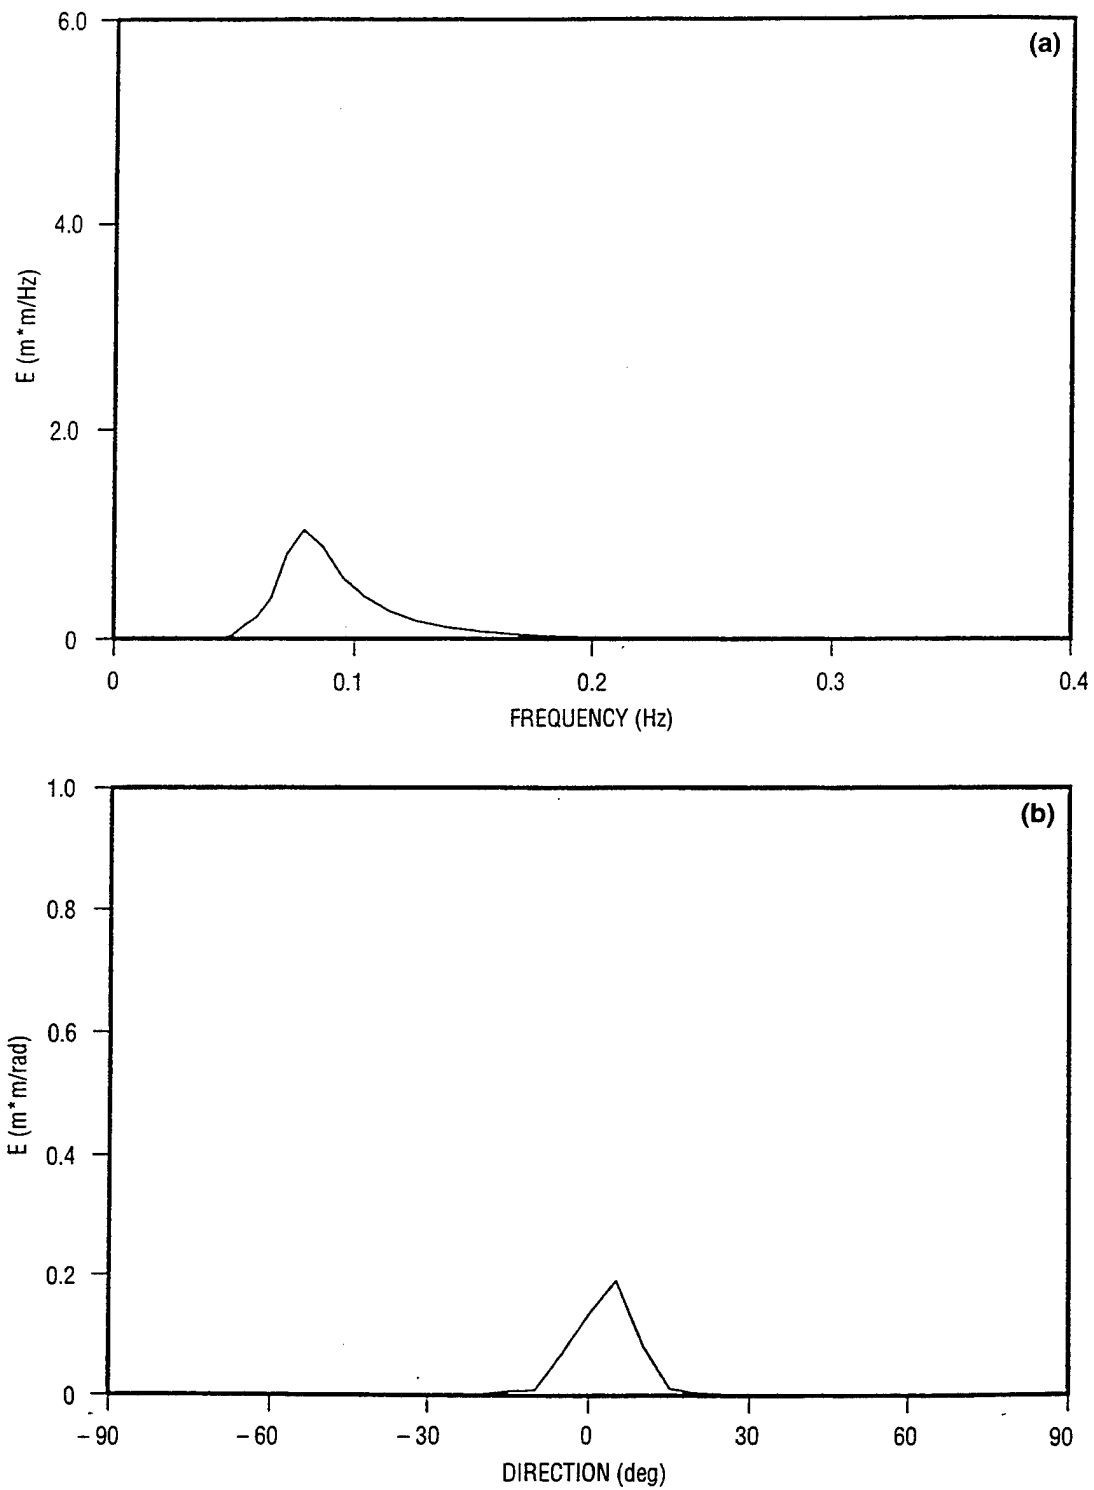 (a)
6.0
4.0
2.0
0
E (m*m/Hz)
0 0.1 0.2 0.3 0.4
FREQUENCY (Hz)
(b)
1.0
0.8
0.6
0.4
0.2
0
E (m*m/rad)
-90 -60 -30 0 30 60 90
DIRECTION (deg)